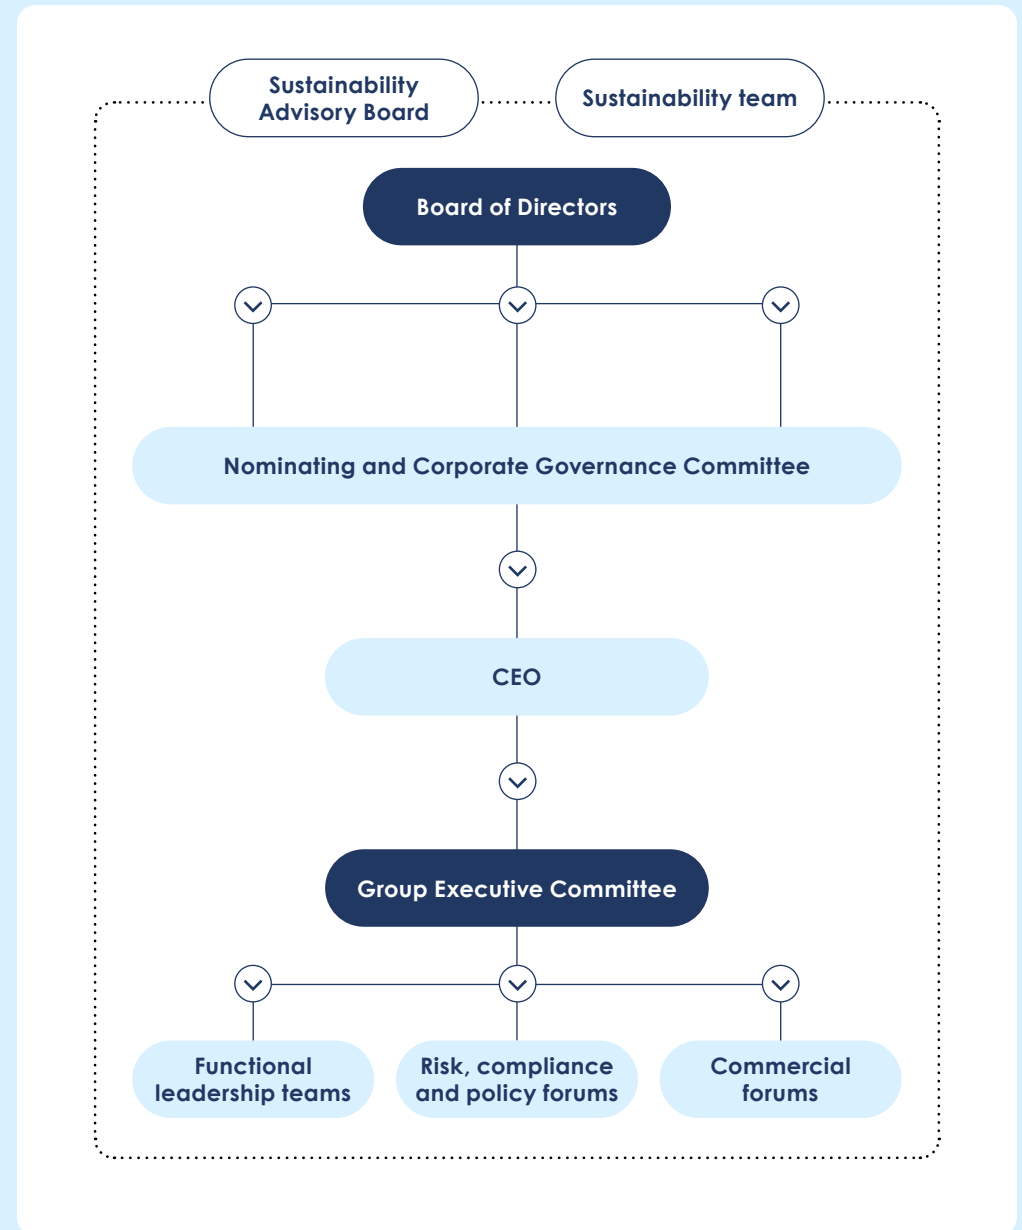 Sustainability
Advisory Board
Sustainability team
Board of Directors
Nominating and Corporate Governance Committee
CEO
Group Executive Committee
Functional
leadership teams
Risk, compliance
and policy forums
Commercial
forums